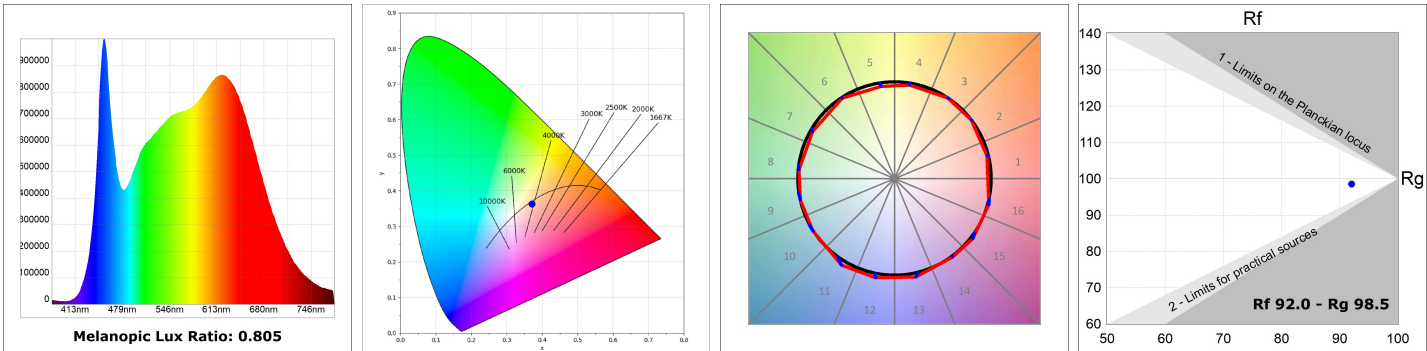 900000
800000
700000
600000
500000
400000
300000
200000
100000
0
413nm 479nm 546nm 613nm 680nm 746nm
Melanopic Lux Ratio: 0.805
0.9
0.8
0.7
0.6
0.5
0.4
0.3
0.2
0.1
0.0
y
0.0 0.1 0.2 0.3 0.4 0.5 0.6 0.7 0.8
x
10000K
6000K
4000K
3000K
2500K
2000K
1667K
1
2
3
4
5
6
7
8
9
10
11
12
13
14
15
16
Rf
140
130
120
110
100
90
80
70
60
50 60 70 80 90 100
Rg
1 - Limits on the Planckian locus
2 - Limits for practical sources
Rf 92.0 - Rg 98.5